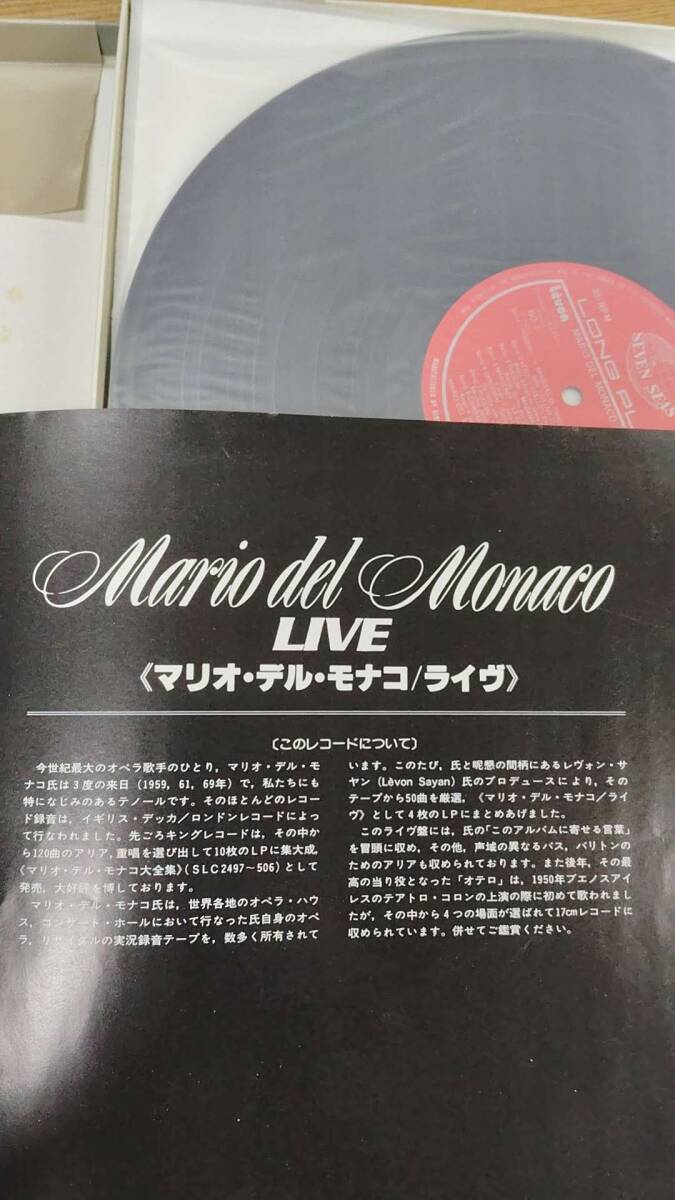 Lèvon
33 1/3 RPM
LONG PL
MARIO DEL MONACO
SEVEN SEAS
Mario del Monaco
LIVE
《マリオ・デル・モナコ/ライヴ》
〔このレコードについて〕
今世紀最大のオペラ歌手のひとり，マリオ・デル・モ
ナコ氏は3度の来日（1959，61，69年）で，私たちにも
特になじみのあるテノールです。そのほとんどのレコー
ド録音は，イギリス・デッカ／ロンドンレコードによっ
て行なわれました。先ごろキングレコードは，その中か
ら120曲のアリア，重唱を選び出して10枚のLPに集大成，
《マリオ・デル・モナコ大全集》（SLC2497～506）として
発売，大好評を博しております。
マリオ・デル・モナコ氏は，世界各地のオペラ・ハウ
ス，コンサート・ホールにおいて行なった氏自身のオペ
ラ，リサイタルの実況録音テープを，数多く所有されて
います。このたび，氏と昵懇の間柄にあるレヴォン・サ
ヤン（Lèvon Sayan）氏のプロデュースにより，その
テープから50曲を厳選，《マリオ・デル・モナコ／ライ
ヴ》として4枚のLPにまとめあげました。
このライヴ盤には，氏の「このアルバムに寄せる言葉」
を冒頭に収め，その他，声域の異なるバス，バリトンの
ためのアリアも収められております。また後年，その最
高の当り役となった「オテロ」は，1950年ブエノスアイ
レスのテアトロ・コロンの上演の際に初めて歌われまし
たが，その中から4つの場面が選ばれて17cmレコードに
収められています。併せてご鑑賞ください。